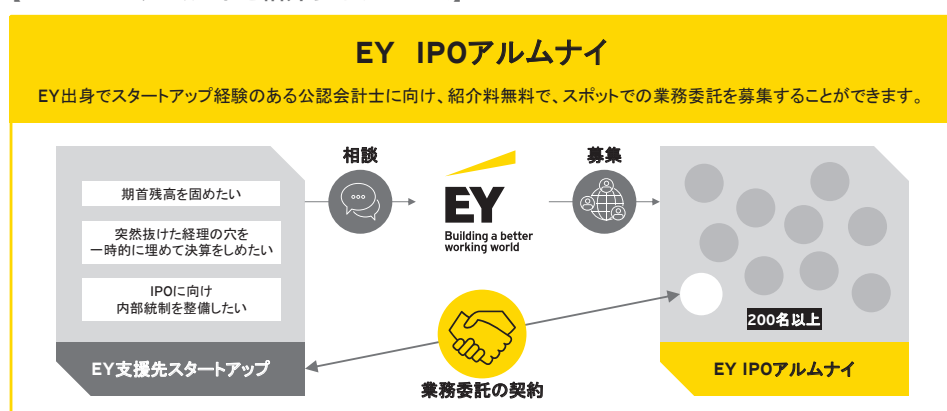 EY IPOアルムナイ
EY出身でスタートアップ経験のある公認会計士に向け、紹介料無料で、スポットでの業務委託を募集することができます。
相談
募集
期首残高を固めたい
突然抜けた経理の穴を
一時的に埋めて決算をしめたい
IPOに向け
内部統制を整備したい
EY
Building a better
working world
200名以上
EY支援先スタートアップ
EY IPOアルムナイ
業務委託の契約